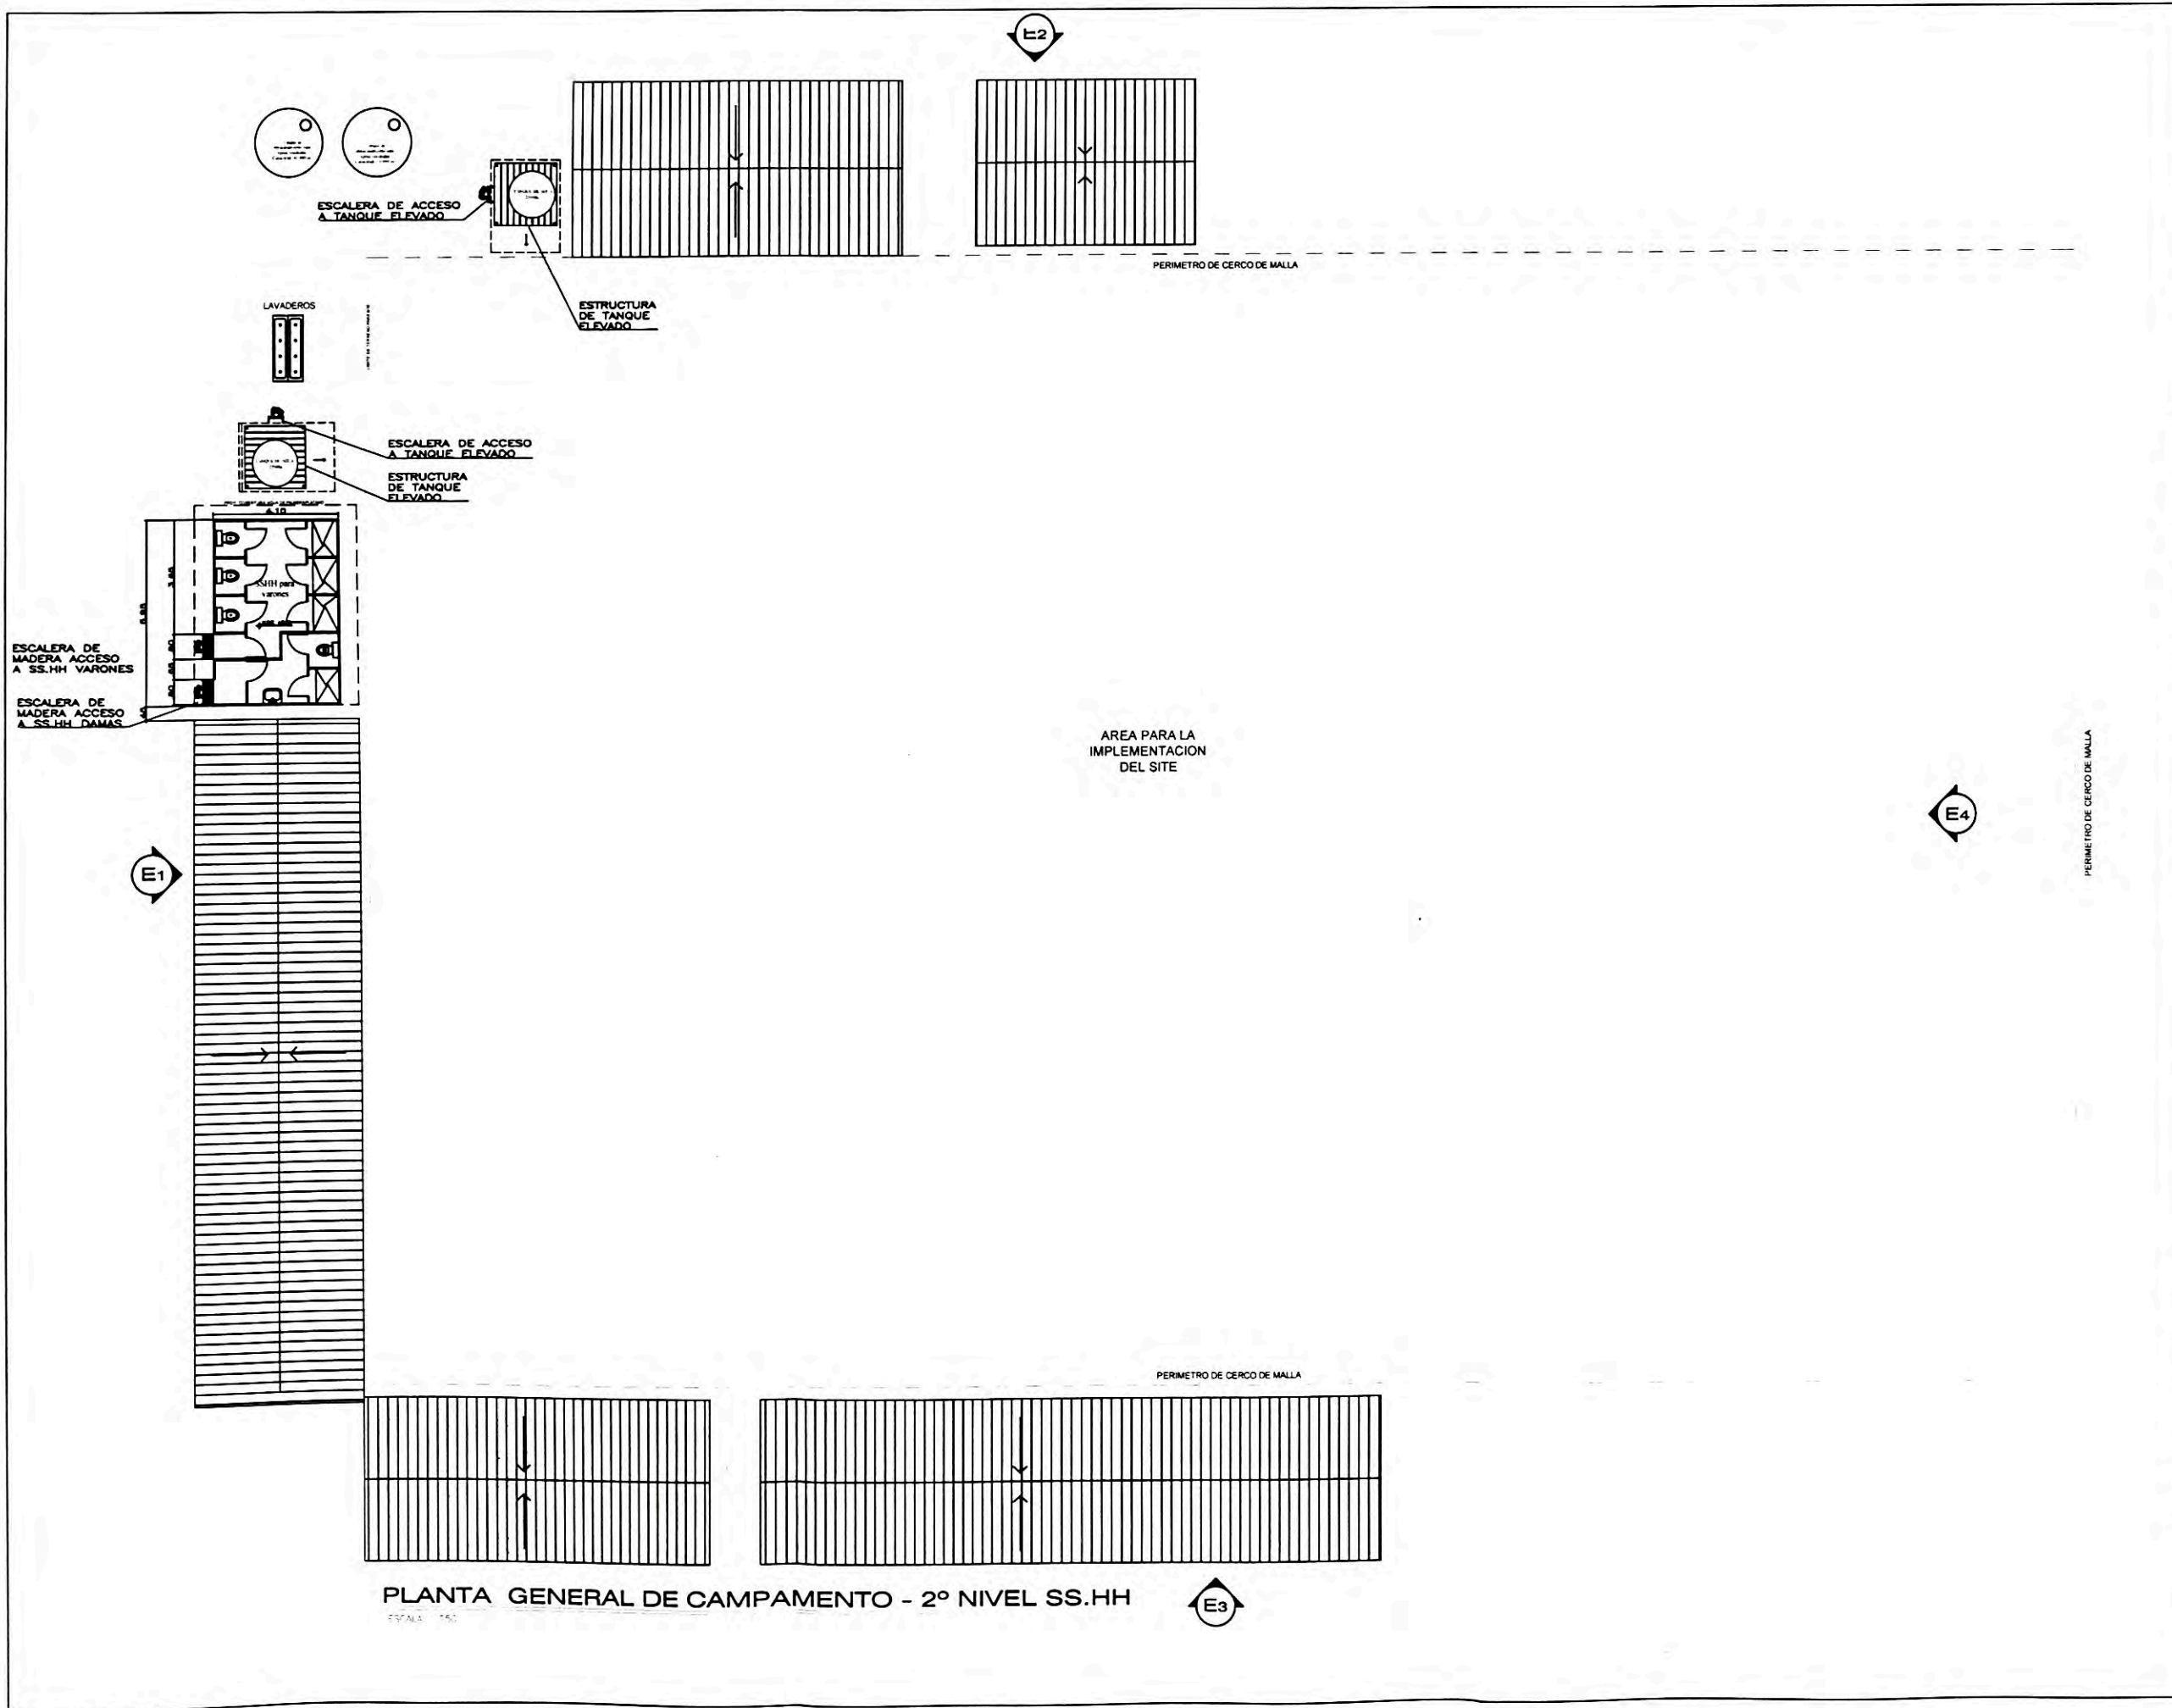 E2
ESCALERA DE ACCESO
A TANQUE ELEVADO
PERIMETRO DE CERCO DE MALLA
ESTRUCTURA
DE TANQUE
ELEVADO
LAVADEROS
ESCALERA DE ACCESO
A TANQUE ELEVADO
ESTRUCTURA
DE TANQUE
ELEVADO
4.10
SSHH para
varones
ESCALERA DE
MADERA ACCESO
A SS.HH VARONES
ESCALERA DE
MADERA ACCESO
A SS.HH DAMAS
AREA PARA LA
IMPLEMENTACION
DEL SITE
PERIMETRO DE CERCO DE MALLA
E4
E1
PERIMETRO DE CERCO DE MALLA
PLANTA GENERAL DE CAMPAMENTO - 2º NIVEL SS.HH
E3